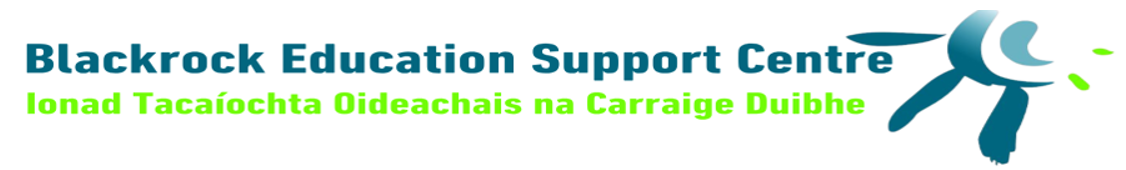 Blackrock Education Support Centre
Ionad Tacaíochta Oideachais na Carraige Duibhe